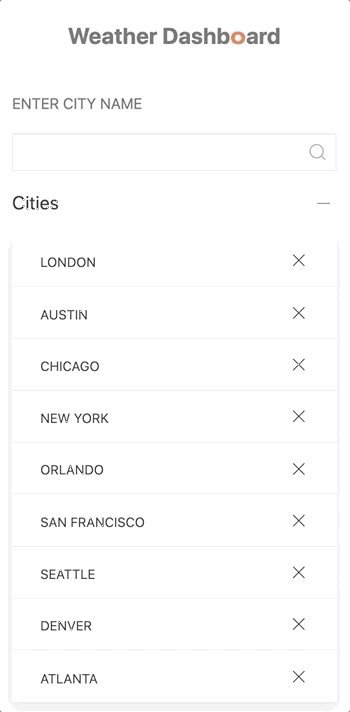 Weather Dashboard
ENTER CITY NAME
Cities
LONDON
AUSTIN
CHICAGO
NEW YORK
ORLANDO
SAN FRANCISCO
SEATTLE
DENVER
ATLANTA